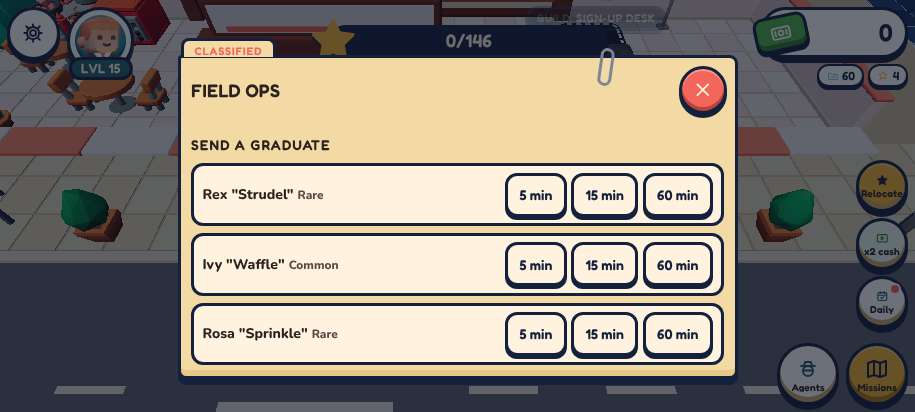 BUILD SIGN-UP DESK
LVL 15
0/146
0
60
4
CLASSIFIED
FIELD OPS
SEND A GRADUATE
Rex "Strudel" Rare
5 min
15 min
60 min
Ivy "Waffle" Common
5 min
15 min
60 min
Rosa "Sprinkle" Rare
5 min
15 min
60 min
Relocate
x2 cash
Daily
Agents
Missions